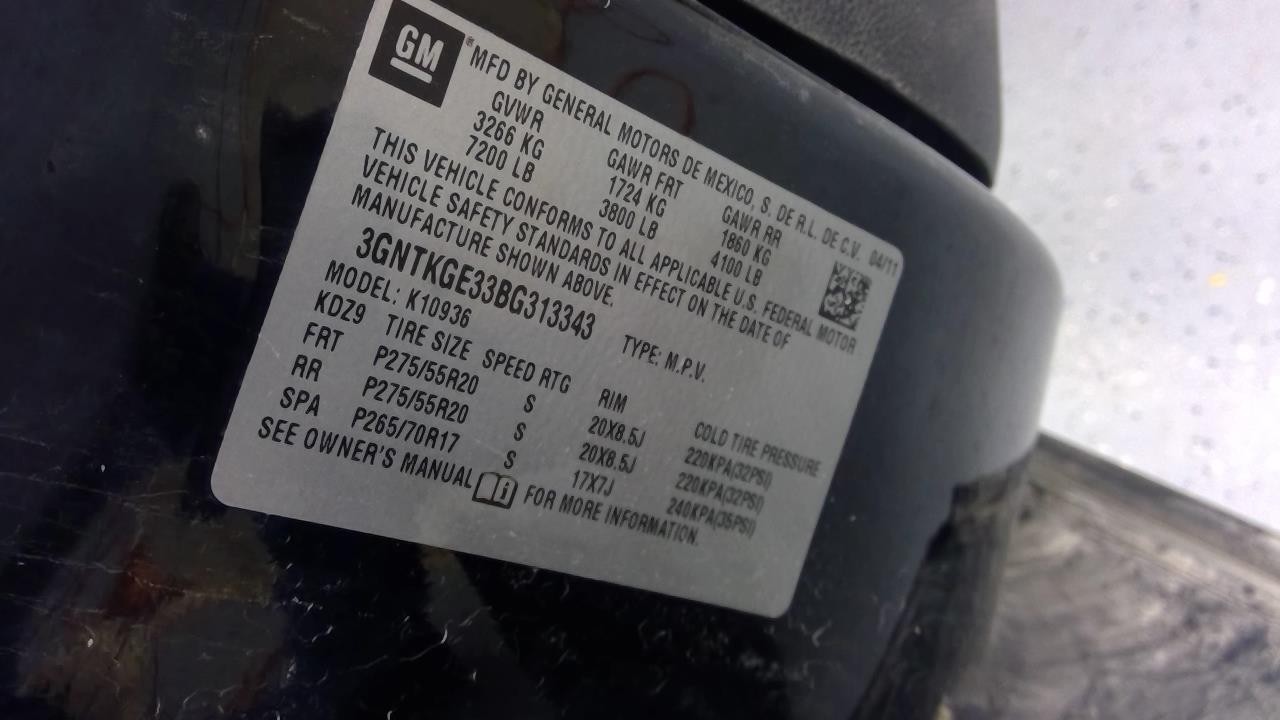 GM
MFD BY GENERAL MOTORS DE MEXICO, S. DE R.L. DE C.V. 04/11
GVWR GAWR FRT GAWR RR
3266 KG 1724 KG 1860 KG
7200 LB 3800 LB 4100 LB
THIS VEHICLE CONFORMS TO ALL APPLICABLE U.S. FEDERAL MOTOR
VEHICLE SAFETY STANDARDS IN EFFECT ON THE DATE OF
MANUFACTURE SHOWN ABOVE.
3GNTKGE33BG313343 TYPE: M.P.V.
MODEL: K10936
KDZ9 TIRE SIZE SPEED RTG RIM COLD TIRE PRESSURE
FRT P275/55R20 S 20X8.5J 220KPA(32PSI)
RR P275/55R20 S 20X8.5J 220KPA(32PSI)
SPA P265/70R17 S 17X7J 240KPA(35PSI)
SEE OWNER'S MANUAL FOR MORE INFORMATION.